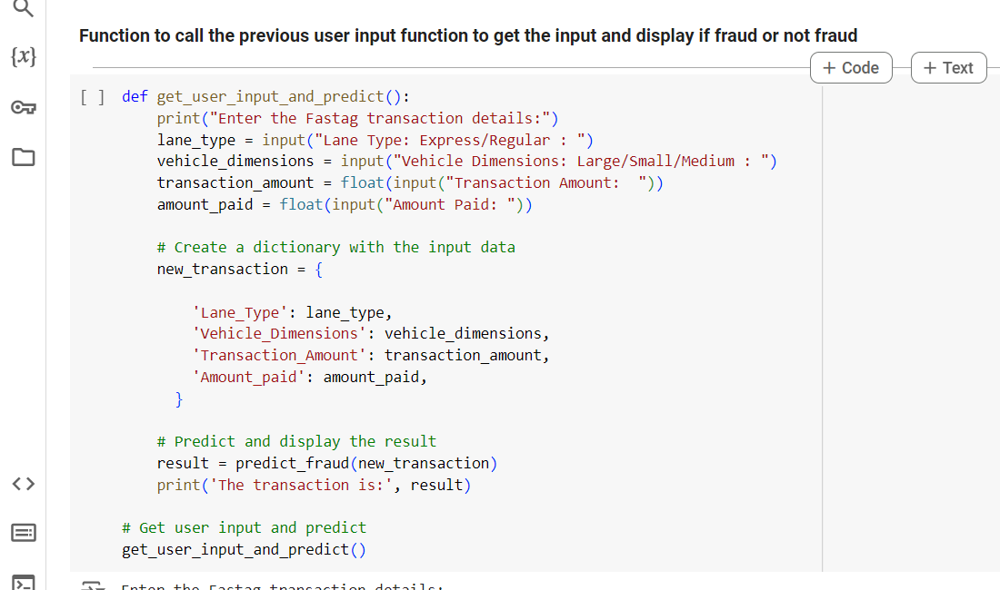 Function to call the previous user input function to get the input and display if fraud or not fraud
+ Code + Text
{x}
[ ] def get_user_input_and_predict():
    print("Enter the Fastag transaction details:")
    lane_type = input("Lane Type: Express/Regular : ")
    vehicle_dimensions = input("Vehicle Dimensions: Large/Small/Medium : ")
    transaction_amount = float(input("Transaction Amount:  "))
    amount_paid = float(input("Amount Paid: "))
    # Create a dictionary with the input data
    new_transaction = {
        'Lane_Type': lane_type,
        'Vehicle_Dimensions': vehicle_dimensions,
        'Transaction_Amount': transaction_amount,
        'Amount_paid': amount_paid,
      }
    # Predict and display the result
    result = predict_fraud(new_transaction)
    print('The transaction is:', result)
# Get user input and predict
get_user_input_and_predict()
Enter the Fastag transaction details: